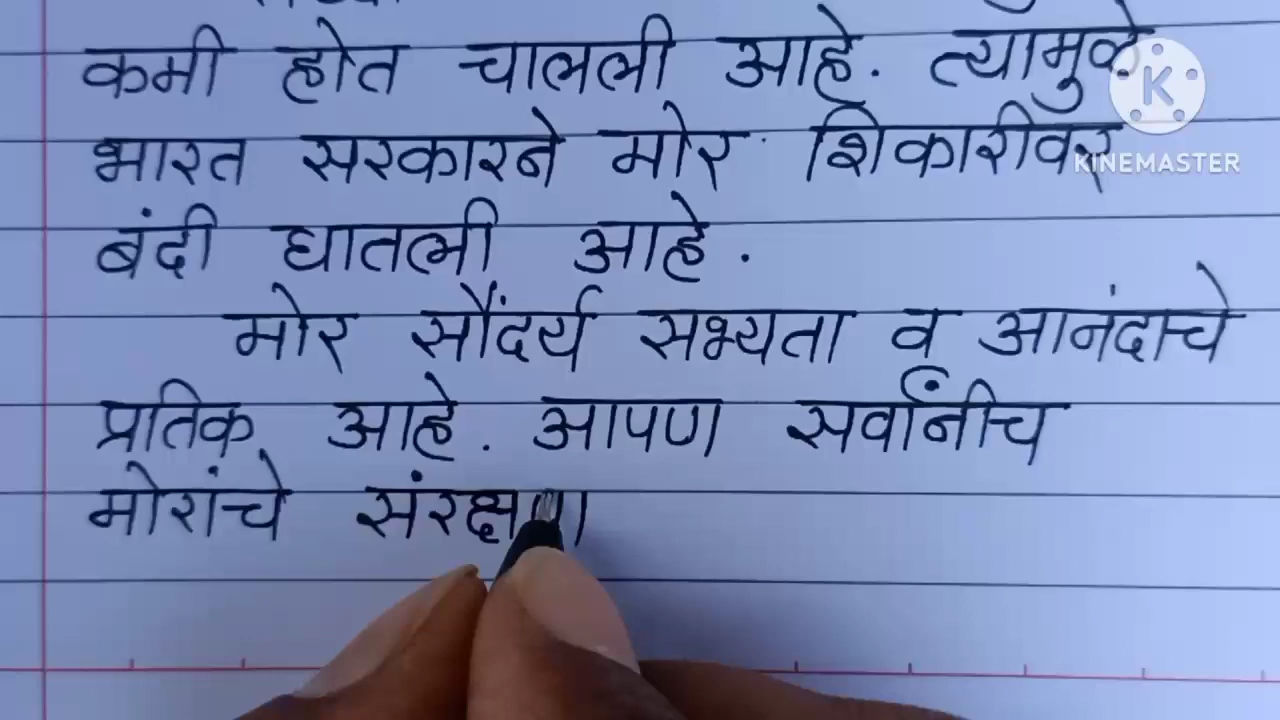 कमी होत चालली आहे. त्यामुळे
भारत सरकारने मोर शिकारीवर
बंदी घातली आहे.
मोर सौंदर्य सभ्यता व आनंदाचे
प्रतिक आहे. आपण सर्वांनीच
मोरांचे संरक्षण
K
KINEMASTER